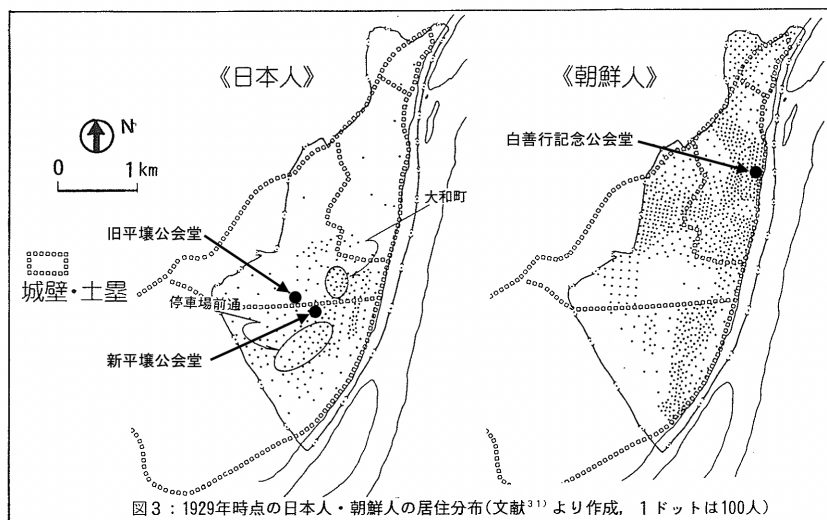 《日本人》
《朝鮮人》
N
0 1km
白善行記念公会堂
大和町
旧平壌公会堂
城壁・土塁
停車場前通
新平壌公会堂
図3：1929年時点の日本人・朝鮮人の居住分布(文献³¹⁾より作成，1ドットは100人)